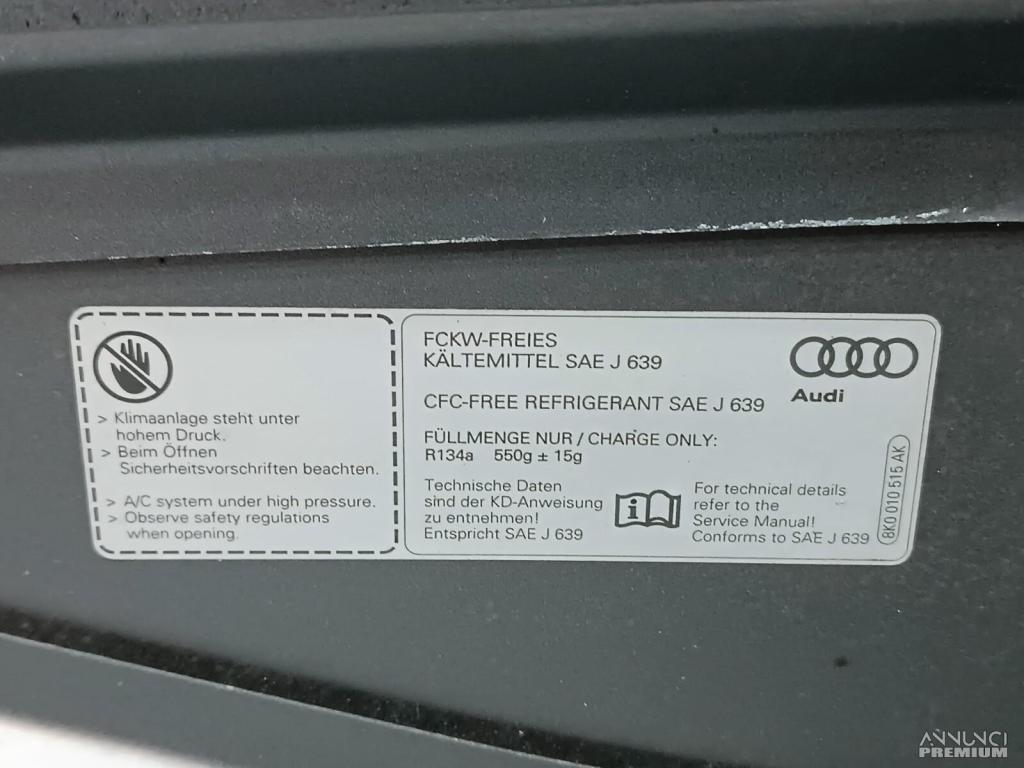 > Klimaanlage steht unter
hohem Druck.
> Beim Öffnen
Sicherheitsvorschriften beachten.
> A/C system under high pressure.
> Observe safety regulations
when opening.
FCKW-FREIES
KÄLTEMITTEL SAE J 639
CFC-FREE REFRIGERANT SAE J 639
FÜLLMENGE NUR / CHARGE ONLY:
R134a 550g ± 15g
Technische Daten
sind der KD-Anweisung
zu entnehmen!
Entspricht SAE J 639
i
For technical details
refer to the
Service Manual!
Conforms to SAE J 639
Audi
8K0 010 515 AK
ANNUNCI
PREMIUM